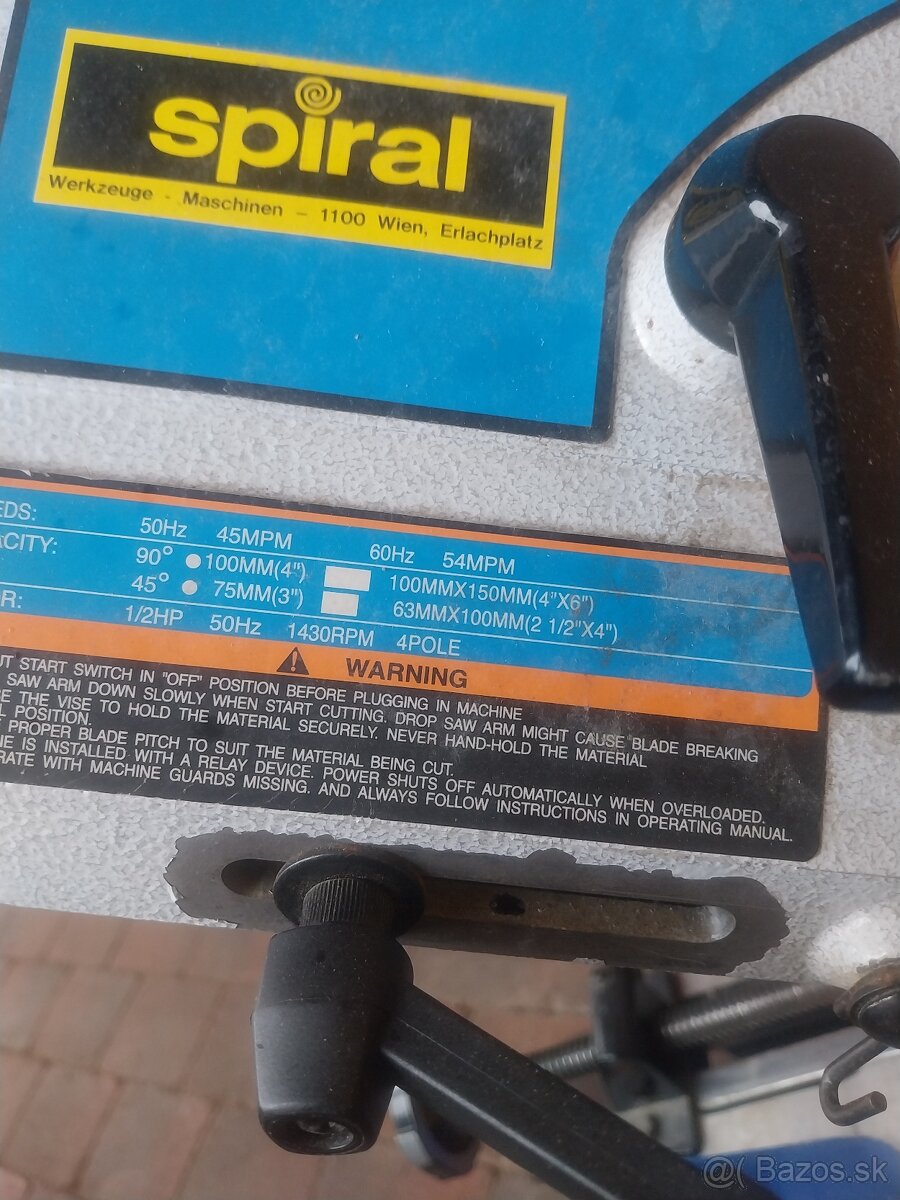 spiral
Werkzeuge - Maschinen – 1100 Wien, Erlachplatz
EDS: 50Hz 45MPM 60Hz 54MPM
ACITY: 90° ●100MM(4") 100MMX150MM(4"X6")
45° ● 75MM(3") 63MMX100MM(2 1/2"X4")
R: 1/2HP 50Hz 1430RPM 4POLE
WARNING
UT START SWITCH IN "OFF" POSITION BEFORE PLUGGING IN MACHINE
SAW ARM DOWN SLOWLY WHEN START CUTTING. DROP SAW ARM MIGHT CAUSE BLADE BREAKING
RE THE VISE TO HOLD THE MATERIAL SECURELY. NEVER HAND-HOLD THE MATERIAL
F POSITION.
PROPER BLADE PITCH TO SUIT THE MATERIAL BEING CUT.
NE IS INSTALLED WITH A RELAY DEVICE. POWER SHUTS OFF AUTOMATICALLY WHEN OVERLOADED.
RATE WITH MACHINE GUARDS MISSING. AND ALWAYS FOLLOW INSTRUCTIONS IN OPERATING MANUAL.
@( Bazos.sk